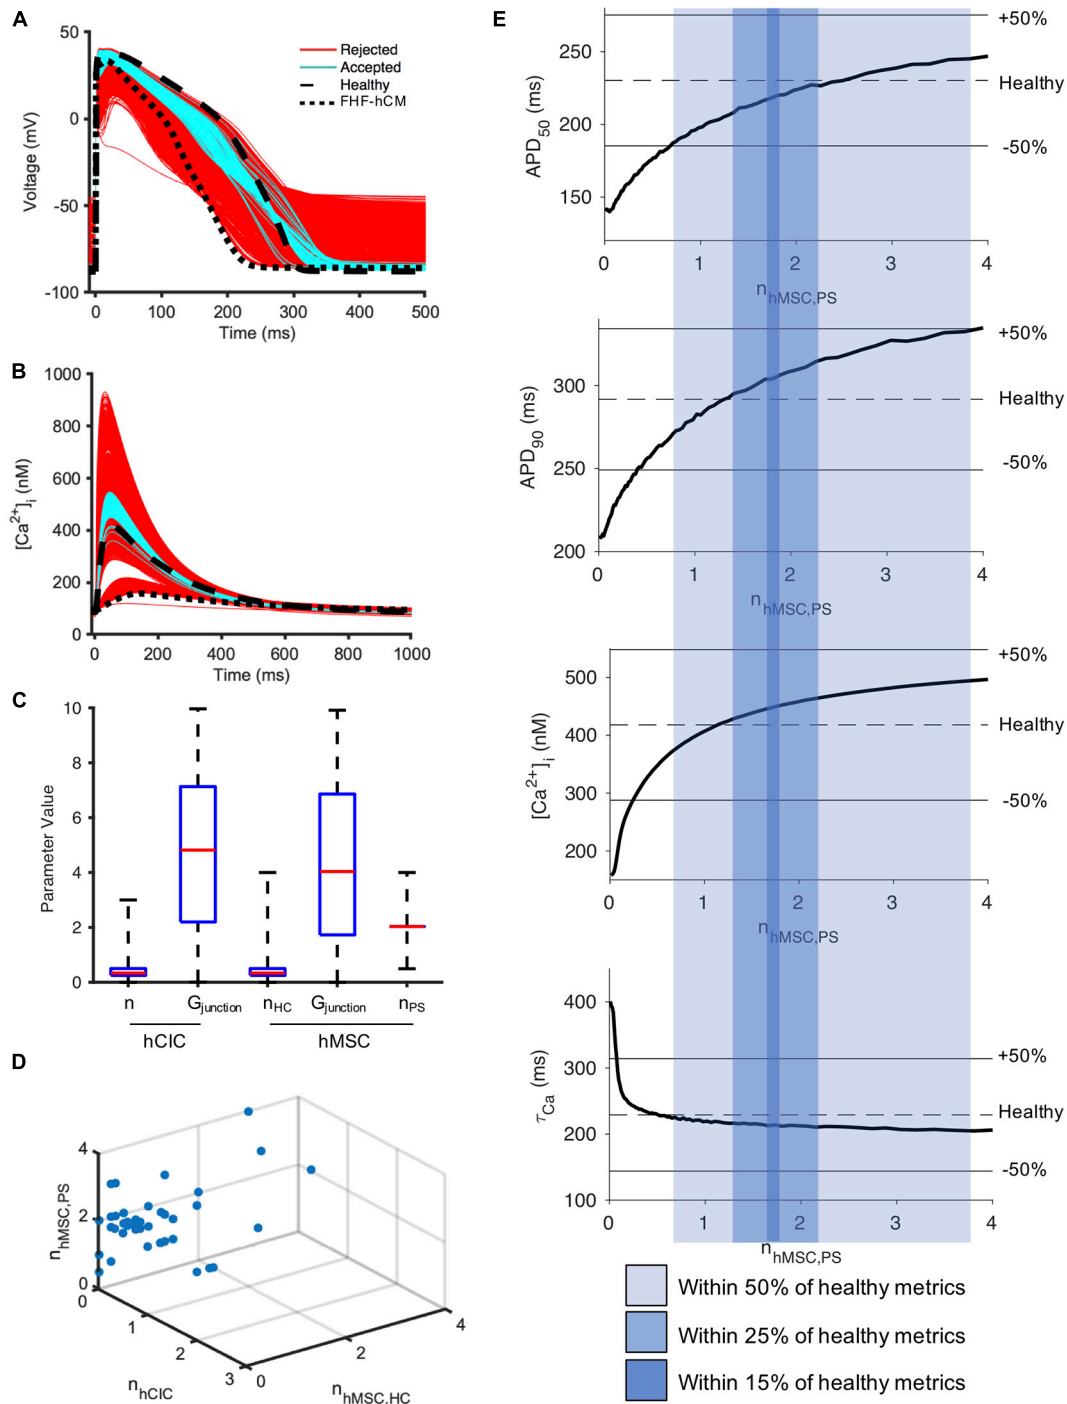 A
50
0
-50
-100
Voltage (mV)
Rejected
Accepted
Healthy
FHF-hCM
0 100 200 300 400 500
Time (ms)
B
1000
800
600
400
200
0
[Ca2+]i (nM)
0 200 400 600 800 1000
Time (ms)
C
10
8
6
4
2
0
Parameter Value
n Gjunction nHC Gjunction nPS
hCIC hMSC
D
4
2
0
nhMSC,PS
0
1
2
3
nhCIC
0
2
4
nhMSC,HC
E
250
200
150
APD50 (ms)
+50%
Healthy
-50%
0 1 2 3 4
nhMSC,PS
300
250
200
APD90 (ms)
+50%
Healthy
-50%
0 1 2 3 4
nhMSC,PS
500
400
300
200
[Ca2+]i (nM)
+50%
Healthy
-50%
0 1 2 3 4
nhMSC,PS
400
300
200
100
τCa (ms)
+50%
Healthy
-50%
0 1 2 3 4
nhMSC,PS
Within 50% of healthy metrics
Within 25% of healthy metrics
Within 15% of healthy metrics